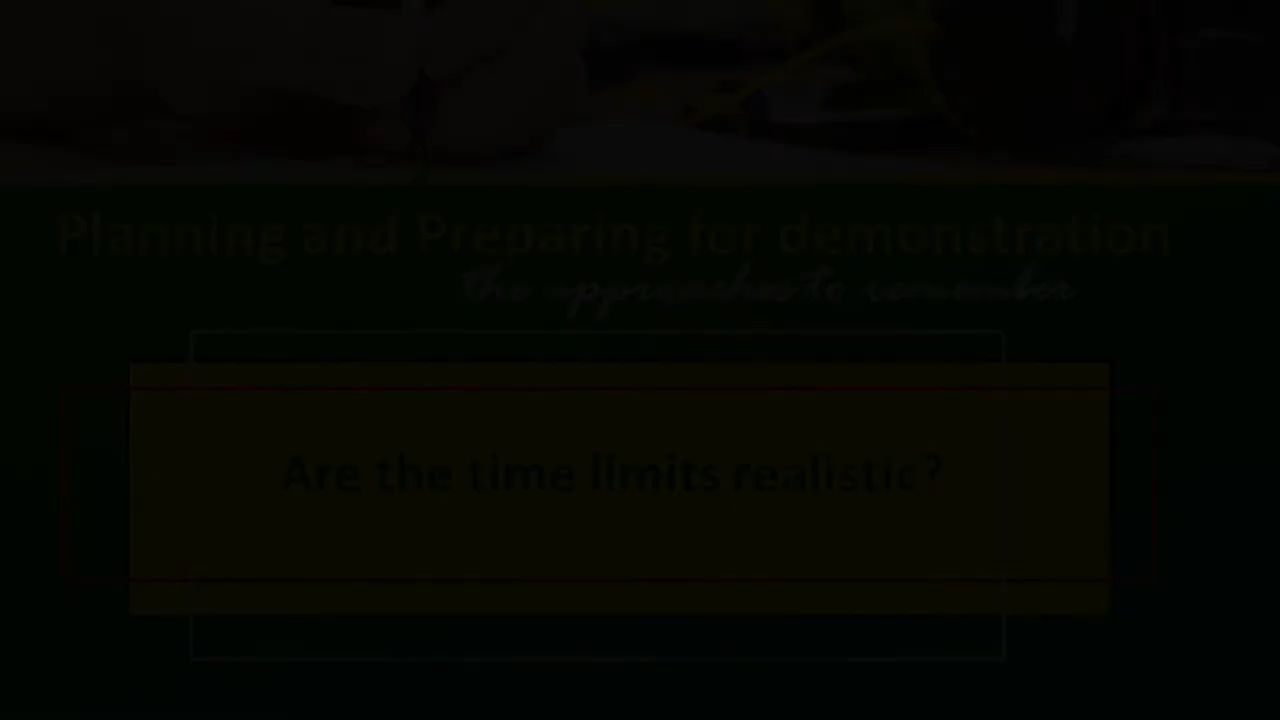 Planning and Preparing for demonstration
the approaches to remember
Are the time limits realistic?